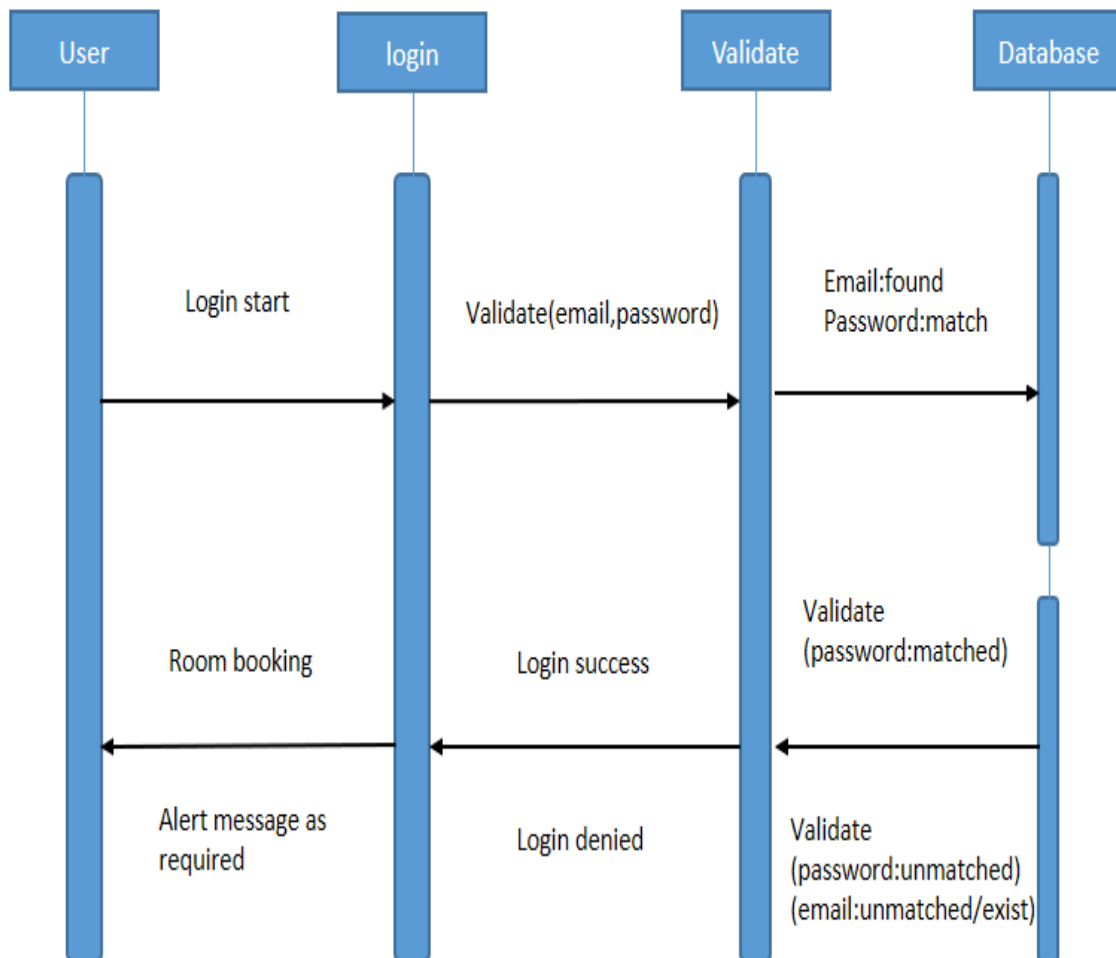 User
login
Validate
Database
Login start
Validate(email,password)
Email:found
Password:match
Room booking
Login success
Validate
(password:matched)
Alert message as
required
Login denied
Validate
(password:unmatched)
(email:unmatched/exist)